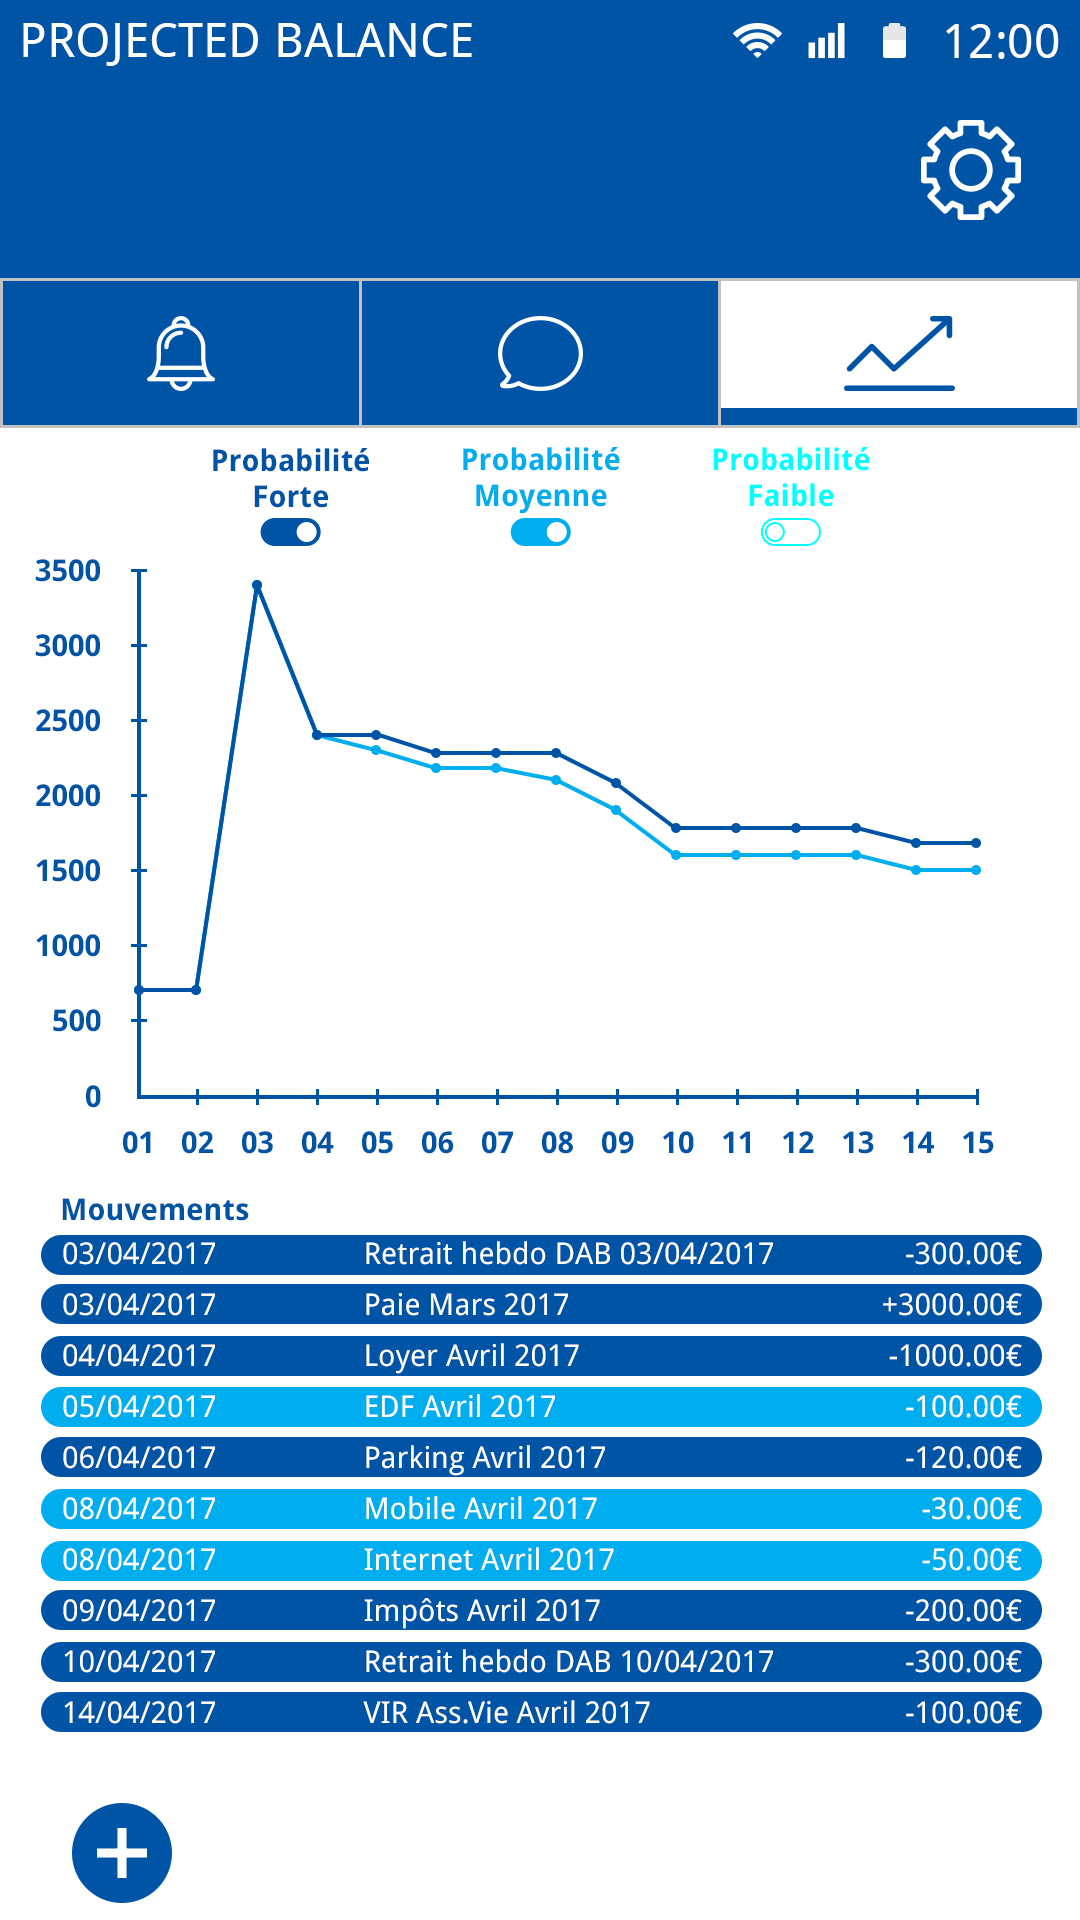 PROJECTED BALANCE 12:00
Probabilité Forte
Probabilité Moyenne
Probabilité Faible
3500
3000
2500
2000
1500
1000
500
0
01 02 03 04 05 06 07 08 09 10 11 12 13 14 15
Mouvements
03/04/2017 Retrait hebdo DAB 03/04/2017 -300.00€
03/04/2017 Paie Mars 2017 +3000.00€
04/04/2017 Loyer Avril 2017 -1000.00€
05/04/2017 EDF Avril 2017 -100.00€
06/04/2017 Parking Avril 2017 -120.00€
08/04/2017 Mobile Avril 2017 -30.00€
08/04/2017 Internet Avril 2017 -50.00€
09/04/2017 Impôts Avril 2017 -200.00€
10/04/2017 Retrait hebdo DAB 10/04/2017 -300.00€
14/04/2017 VIR Ass.Vie Avril 2017 -100.00€